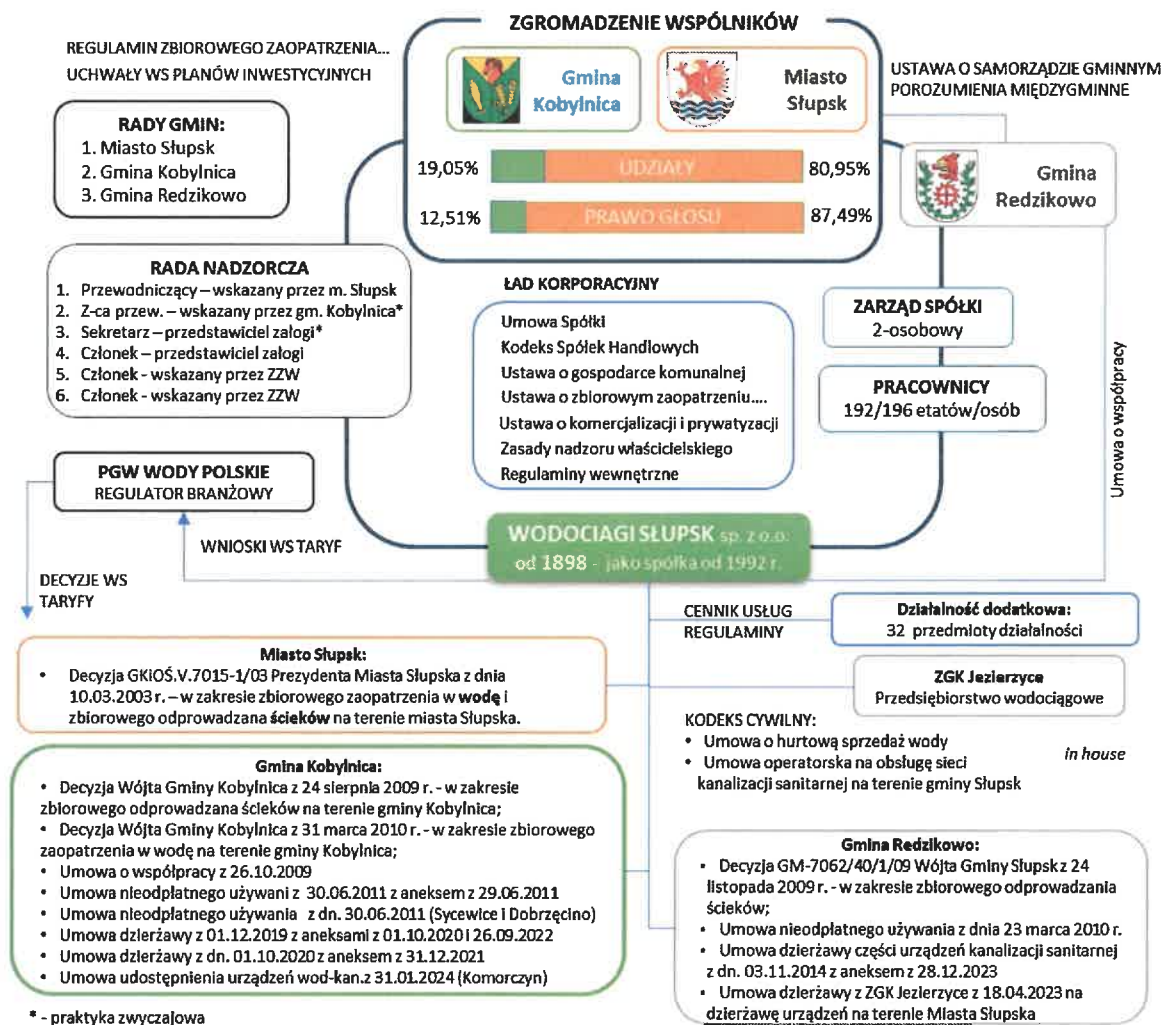 ZGROMADZENIE WSPÓLNIKÓW
REGULAMIN ZBIOROWEGO ZAOPATRZENIA...
UCHWAŁY WS PLANÓW INWESTYCYJNYCH
Gmina
Kobylnica
Miasto
Słupsk
USTAWA O SAMORZĄDZIE GMINNYM
POROZUMIENIA MIĘDZYGMINNE
RADY GMIN:
1. Miasto Słupsk
2. Gmina Kobylnica
3. Gmina Redzikowo
19,05% UDZIAŁY 80,95%
12,51% PRAWO GŁOSU 87,49%
Gmina
Redzikowo
RADA NADZORCZA
1. Przewodniczący – wskazany przez m. Słupsk
2. Z-ca przew. – wskazany przez gm. Kobylnica*
3. Sekretarz – przedstawiciel załogi*
4. Członek – przedstawiciel załogi
5. Członek - wskazany przez ZZW
6. Członek - wskazany przez ZZW
ŁAD KORPORACYJNY
Umowa Spółki
Kodeks Spółek Handlowych
Ustawa o gospodarce komunalnej
Ustawa o zbiorowym zaopatrzeniu....
Ustawa o komercjalizacji i prywatyzacji
Zasady nadzoru właścicielskiego
Regulaminy wewnętrzne
ZARZĄD SPÓŁKI
2-osobowy
PRACOWNICY
192/196 etatów/osób
Umowa o współpracy
PGW WODY POLSKIE
REGULATOR BRANŻOWY
WNIOSKI WS TARYF
DECYZJE WS
TARYFY
WODOCIAGI SŁUPSK sp. z o.o.
od 1898 - jako spółka od 1992 r.
CENNIK USŁUG
REGULAMINY
Działalność dodatkowa:
32 przedmioty działalności
Miasto Słupsk:
• Decyzja GKIOŚ.V.7015-1/03 Prezydenta Miasta Słupska z dnia
10.03.2003 r. – w zakresie zbiorowego zaopatrzenia w wodę i
zbiorowego odprowadzana ścieków na terenie miasta Słupska.
ZGK Jezierzyce
Przedsiębiorstwo wodociągowe
KODEKS CYWILNY:
• Umowa o hurtową sprzedaż wody
• Umowa operatorska na obsługę sieci
kanalizacji sanitarnej na terenie gminy Słupsk
in house
Gmina Kobylnica:
• Decyzja Wójta Gminy Kobylnica z 24 sierpnia 2009 r. - w zakresie
zbiorowego odprowadzana ścieków na terenie gminy Kobylnica;
• Decyzja Wójta Gminy Kobylnica z 31 marca 2010 r. - w zakresie zbiorowego
zaopatrzenia w wodę na terenie gminy Kobylnica;
• Umowa o współpracy z 26.10.2009
• Umowa nieodpłatnego używani z 30.06.2011 z aneksem z 29.06.2011
• Umowa nieodpłatnego używania z dn. 30.06.2011 (Sycewice i Dobrzęcino)
• Umowa dzierżawy z 01.12.2019 z aneksami z 01.10.2020 i 26.09.2022
• Umowa dzierżawy z dn. 01.10.2020 z aneksem z 31.12.2021
• Umowa udostępnienia urządzeń wod-kan.z 31.01.2024 (Komorczyn)
Gmina Redzikowo:
• Decyzja GM-7062/40/1/09 Wójta Gminy Słupsk z 24
listopada 2009 r. - w zakresie zbiorowego odprowadzania
ścieków;
• Umowa nieodpłatnego używania z dnia 23 marca 2010 r.
• Umowa dzierżawy części urządzeń kanalizacji sanitarnej
z dn. 03.11.2014 z aneksem z 28.12.2023
• Umowa dzierżawy z ZGK Jezierzyce z 18.04.2023 na
dzierżawę urządzeń na terenie Miasta Słupska
* - praktyka zwyczajowa